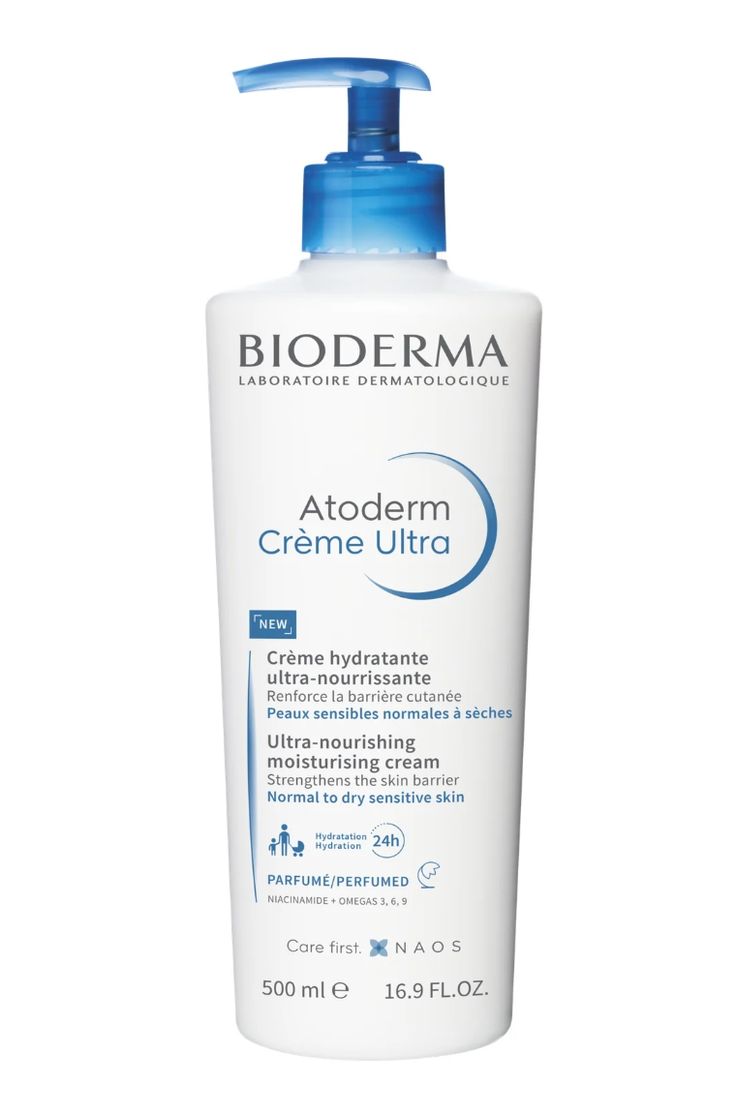 BIODERMA
LABORATOIRE DERMATOLOGIQUE
Atoderm
Crème Ultra
NEW
Crème hydratante
ultra-nourrissante
Renforce la barrière cutanée
Peaux sensibles normales à sèches
Ultra-nourishing
moisturising cream
Strengthens the skin barrier
Normal to dry sensitive skin
Hydratation
Hydration
24h
PARFUMÉ/PERFUMED
NIACINAMIDE + OMEGAS 3, 6, 9
Care first. NAOS
500 ml ℮ 16.9 FL.OZ.